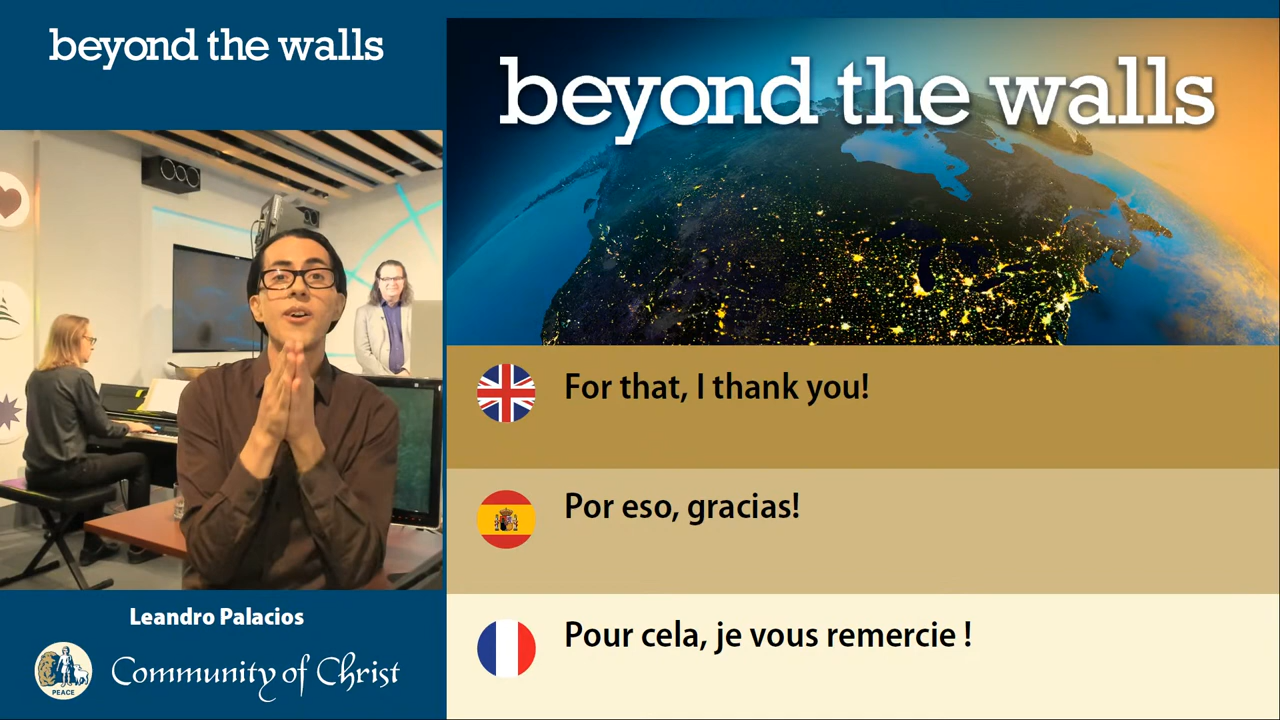 beyond the walls
beyond the walls
For that, I thank you!
Por eso, gracias!
Pour cela, je vous remercie !
Leandro Palacios
PEACE
Community of Christ